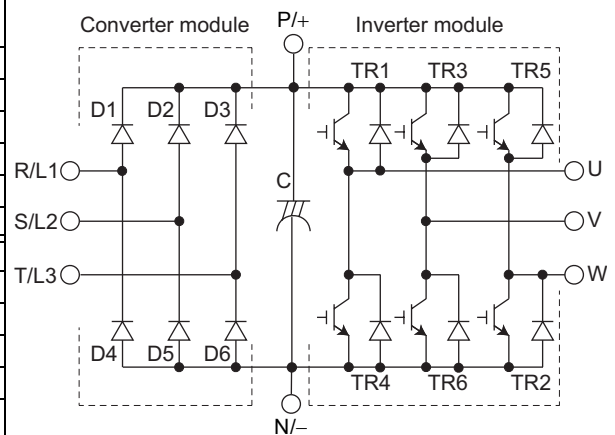 Converter module
P/+
Inverter module
TR1
TR3
TR5
D1
D2
D3
R/L1
U
C
S/L2
V
T/L3
W
D4
D5
D6
TR4
TR6
TR2
N/−